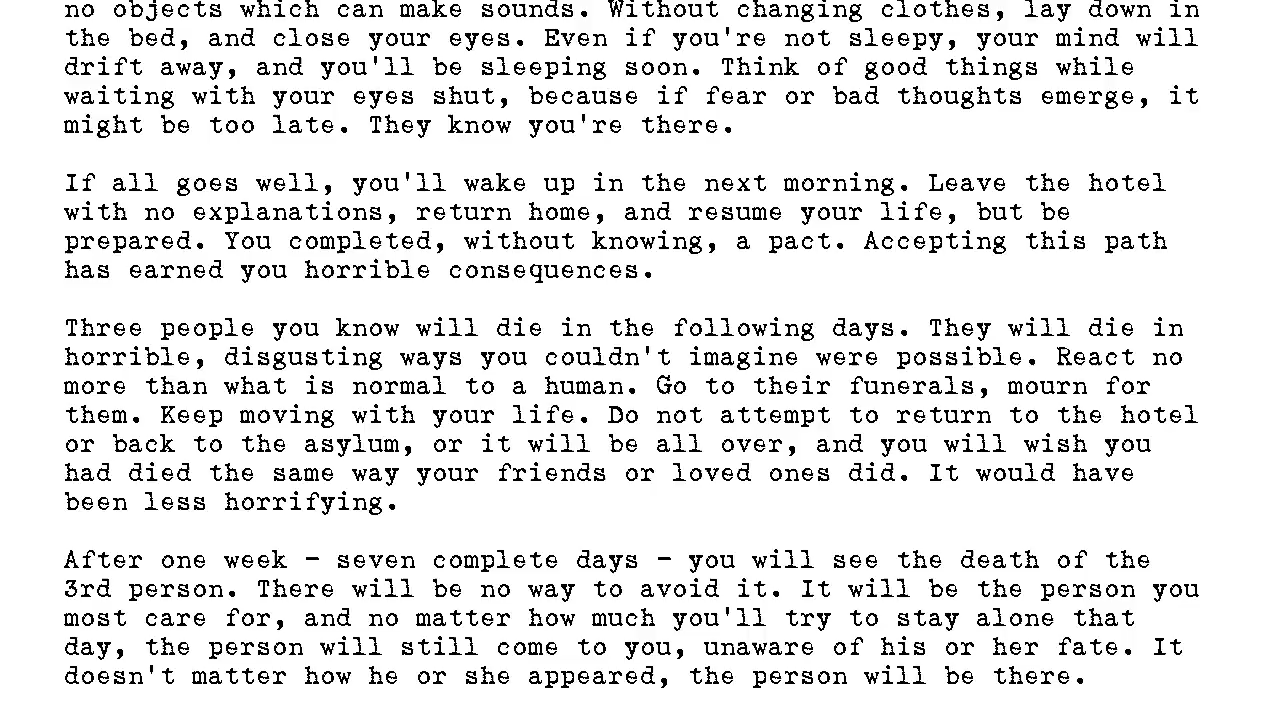 no objects which can make sounds. Without changing clothes, lay down in
the bed, and close your eyes. Even if you're not sleepy, your mind will
drift away, and you'll be sleeping soon. Think of good things while
waiting with your eyes shut, because if fear or bad thoughts emerge, it
might be too late. They know you're there.

If all goes well, you'll wake up in the next morning. Leave the hotel
with no explanations, return home, and resume your life, but be
prepared. You completed, without knowing, a pact. Accepting this path
has earned you horrible consequences.

Three people you know will die in the following days. They will die in
horrible, disgusting ways you couldn't imagine were possible. React no
more than what is normal to a human. Go to their funerals, mourn for
them. Keep moving with your life. Do not attempt to return to the hotel
or back to the asylum, or it will be all over, and you will wish you
had died the same way your friends or loved ones did. It would have
been less horrifying.

After one week - seven complete days - you will see the death of the
3rd person. There will be no way to avoid it. It will be the person you
most care for, and no matter how much you'll try to stay alone that
day, the person will still come to you, unaware of his or her fate. It
doesn't matter how he or she appeared, the person will be there.